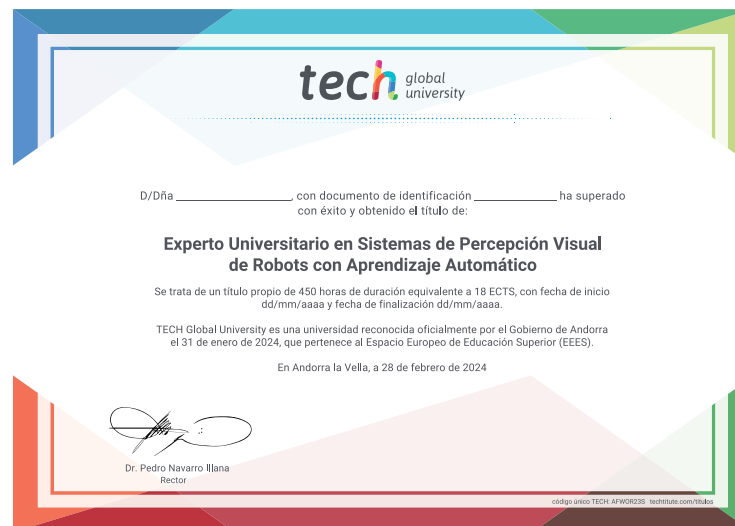 tech global university
D/Dña ______________________, con documento de identificación ________________ ha superado
con éxito y obtenido el título de:
Experto Universitario en Sistemas de Percepción Visual
de Robots con Aprendizaje Automático
Se trata de un título propio de 450 horas de duración equivalente a 18 ECTS, con fecha de inicio
dd/mm/aaaa y fecha de finalización dd/mm/aaaa.
TECH Global University es una universidad reconocida oficialmente por el Gobierno de Andorra
el 31 de enero de 2024, que pertenece al Espacio Europeo de Educación Superior (EEES).
En Andorra la Vella, a 28 de febrero de 2024
Dr. Pedro Navarro Illana
Rector
código único TECH: AFWOR23S techtitute.com/titulos